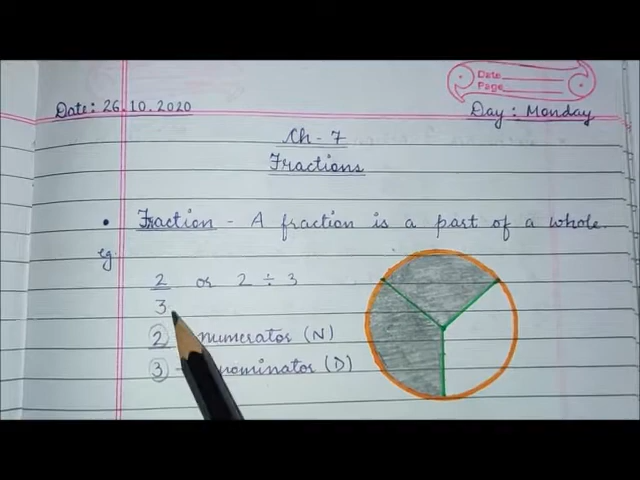 Date
Page
Date: 26.10.2020
Day: Monday
Ch - 7
Fractions
• Fraction - A fraction is a part of a whole.
eg.
2 or 2 ÷ 3
3
2 numerator (N)
3 - nominator (D)